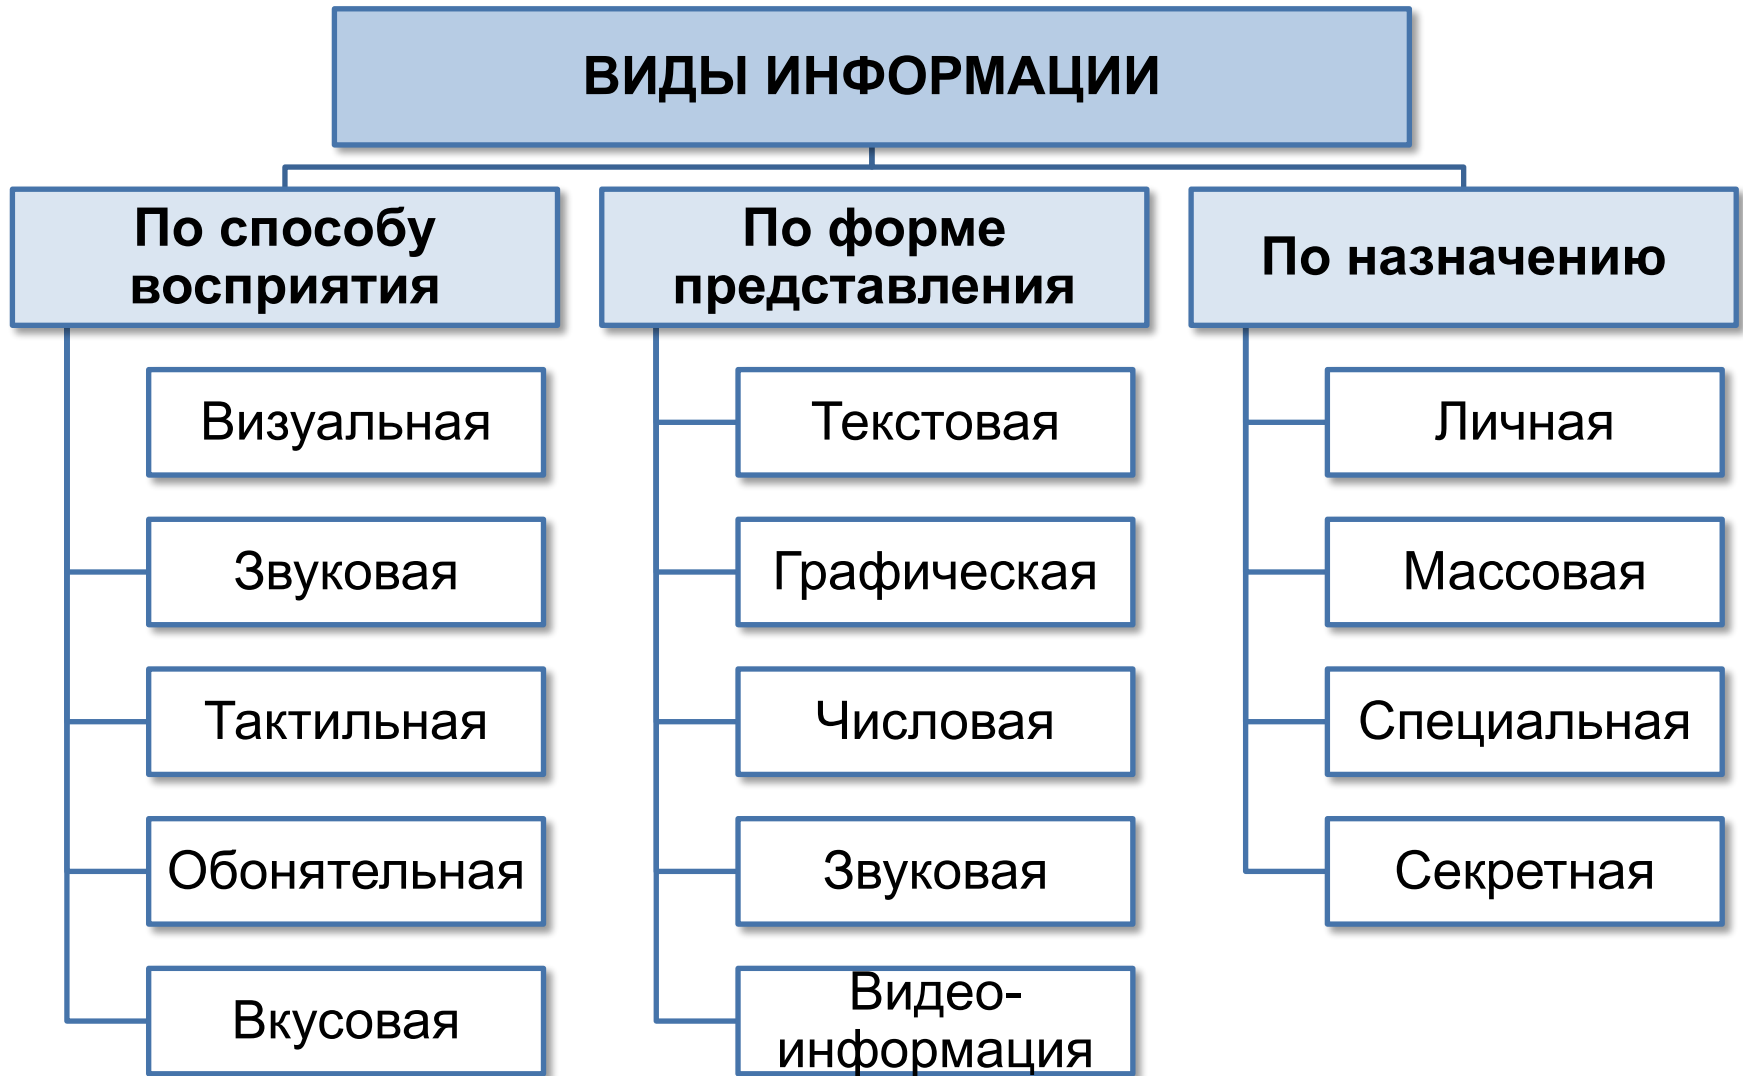 ВИДЫ ИНФОРМАЦИИ
По способу
восприятия
Визуальная
Звуковая
Тактильная
Обонятельная
Вкусовая
По форме
представления
Текстовая
Графическая
Числовая
Звуковая
Видео-
информация
По назначению
Личная
Массовая
Специальная
Секретная